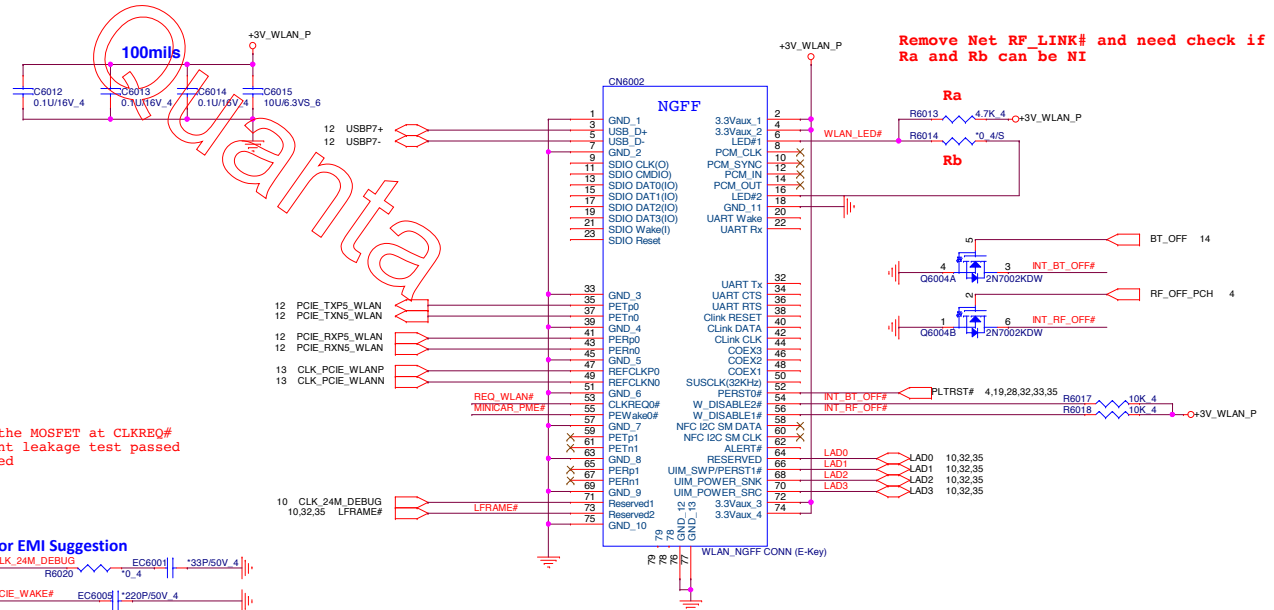 +3V_WLAN_P
100mils
C6012
0.1U/16V_4
C6013
0.1U/16V_4
C6014
0.1U/16V_4
C6015
10U/6.3VS_6
Quanta
+3V_WLAN_P
Remove Net RF_LINK# and need check if
Ra and Rb can be NI
Ra
R6013 4.7K_4 +3V_WLAN_P
R6014 *0_4/S
Rb
WLAN_LED#
CN6002
NGFF
12 USBP7+
12 USBP7-
1 GND_1
3 USB_D+
5 USB_D-
7 GND_2
9 SDIO CLK(O)
11 SDIO CMDIO)
13 SDIO DAT0(IO)
15 SDIO DAT1(IO)
17 SDIO DAT2(IO)
19 SDIO DAT3(IO)
21 SDIO Wake(I)
23 SDIO Reset
3.3Vaux_1 2
3.3Vaux_2 4
LED#1 6
PCM_CLK 8
PCM_SYNC 10
PCM_IN 12
PCM_OUT 14
LED#2 16
GND_11 18
UART Wake 20
UART Rx 22
BT_OFF 14
5
4 3 INT_BT_OFF#
Q6004A 2N7002KDW
RF_OFF_PCH 4
2
1 6 INT_RF_OFF#
Q6004B 2N7002KDW
12 PCIE_TXP5_WLAN
12 PCIE_TXN5_WLAN
12 PCIE_RXP5_WLAN
12 PCIE_RXN5_WLAN
13 CLK_PCIE_WLANP
13 CLK_PCIE_WLANN
REQ_WLAN#
MINICAR_PME#
33 GND_3
35 PETp0
37 PETn0
39 GND_4
41 PERp0
43 PERn0
45 GND_5
47 REFCLKP0
49 REFCLKN0
51 GND_6
53 CLKREQ0#
55 PEWake0#
57 GND_7
59 PETp1
61 PETn1
63 GND_8
65 PERp1
67 PERn1
69 GND_9
71 Reserved1
73 Reserved2
75 GND_10
UART Tx 32
UART CTS 34
UART RTS 36
Clink RESET 38
CLink DATA 40
CLink CLK 42
COEX3 44
COEX2 46
COEX1 48
SUSCLK(32KHz) 50
PERST0# 52
W_DISABLE2# 54
W_DISABLE1# 56
NFC I2C SM DATA 58
NFC I2C SM CLK 60
ALERT# 62
RESERVED 64
UIM_SWP/PERST1# 66
UIM_POWER_SNK 68
UIM_POWER_SRC 70
3.3Vaux_3 72
3.3Vaux_4 74
PLTRST# 4,19,28,32,33,35
INT_BT_OFF# R6017 10K_4
INT_RF_OFF# R6018 10K_4
+3V_WLAN_P
LAD0 LAD0 10,32,35
LAD1 LAD1 10,32,35
LAD2 LAD2 10,32,35
LAD3 LAD3 10,32,35
the MOSFET at CLKREQ#
nt leakage test passed
ed
10 CLK_24M_DEBUG
10,32,35 LFRAME# LFRAME#
79 78 GND_12 GND_13
79 78 76 77
WLAN_NGFF CONN (E-Key)
or EMI Suggestion
LK_24M_DEBUG EC6001 *33P/50V_4
R6020 *0_4
PCIE_WAKE# EC6005 *220P/50V_4